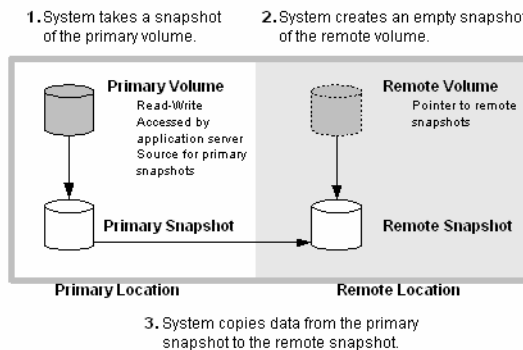 1. System takes a snapshot
of the primary volume.
2. System creates an empty snapshot
of the remote volume.
Primary Volume
Read-Write
Accessed by
application server
Source for primary
snapshots
Remote Volume
Pointer to remote
snapshots
Primary Snapshot
Remote Snapshot
Primary Location
Remote Location
3. System copies data from the primary
snapshot to the remote snapshot.